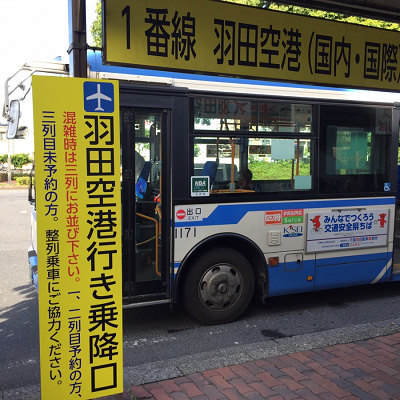 1番線 羽田空港(国内・国際
羽田空港行き乗降口
混雑時は三列にお並び下さい。一、二列目予約の方、
三列目未予約の方。整列乗車にご協力ください。
出口
EXIT
1171
NBA
PASMO
Suica
KSEI
みんなでつくろう
交通安全県ちば